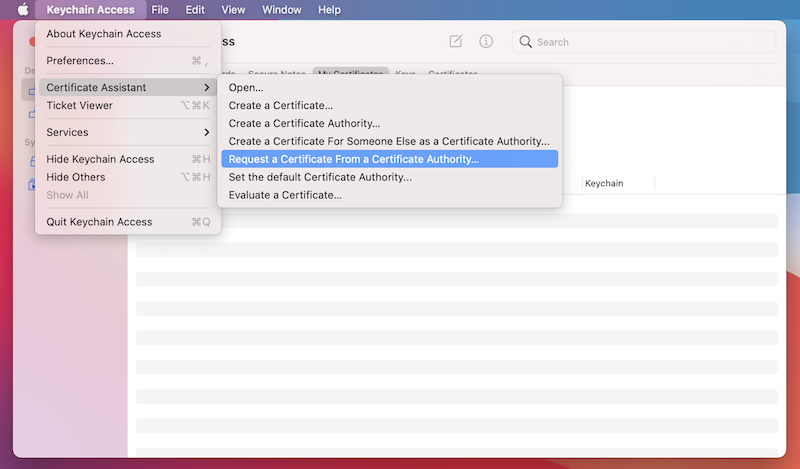 Keychain Access File Edit View Window Help
About Keychain Access
Preferences... ⌘ ,
Search
My Certificates Keys Certificates
Secure Notes
Certificate Assistant
Ticket Viewer ⌥⌘K
Services
Hide Keychain Access ⌘H
Hide Others ⌥⌘H
Show All
Quit Keychain Access ⌘Q
Open...
Create a Certificate...
Create a Certificate Authority...
Create a Certificate For Someone Else as a Certificate Authority...
Request a Certificate From a Certificate Authority...
Set the default Certificate Authority...
Evaluate a Certificate...
Keychain